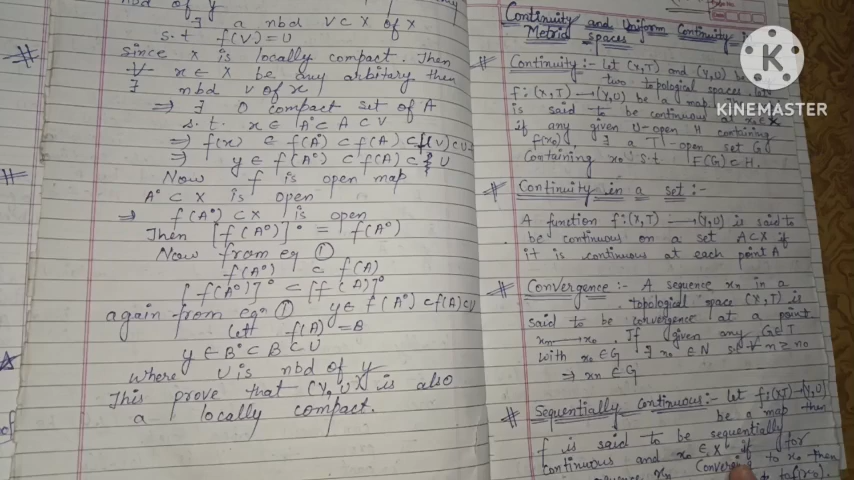 nbd of y
∃ a nbd V⊂X of x
s.t f(V)=U
since X is locally compact. Then
∀ x∈X be any arbitary then
∃ nbd v of x
⇒ ∃ 0 compact set of A
s.t. x∈A°⊂A⊂V
⇒ f(x) ∈ f(A°)⊂f(A)⊂f(V)⊂U
⇒ y∈f(A°)⊂f(A)⊂U
Now f is open map
A°⊂X is open
⇒ f(A°)⊂X is open
Then [f(A°)]° = f(A°)
Now from eq ①
f(A°) ⊂ f(A)
[f(A°)]° ⊂ [f(A)]°
again from eqn ① y∈f(A°)⊂f(A)⊂U
Lett f(A)=B
y∈B°⊂B⊂U
where U is nbd of y
This prove that (Y,U) is also
a locally compact.
Continuity and Uniform Continuity in
Metric spaces
Continuity :- Let (X,T) and (Y,U) be
two topological spaces let
f:(X,T)→(Y,U) be a map
is said to be continuous at x0∈X
if any given U-open H containing
f(x0), ∃ a T-open set G
containing x0 s.t F(G)⊂H.
Continuity in a set:-
A function f:(X,T)→(Y,U) is said to
be continuous on a set A⊂X if
it is continuous at each point A
Convergence :- A sequence xn in a
topological space (X,T) is
said to be convergence at a point
xn→x0. If given any G∈T
with x0∈G ∃ n0∈N s.t ∀ n≥n0
⇒ xn∈G
Sequentially continuous:- Let f:(X,T)→(Y,U)
be a map then
f is said to be sequentially
continuous and x0∈X if for
sequence xn converging to x0 then
to f(x0).
KINEMASTER